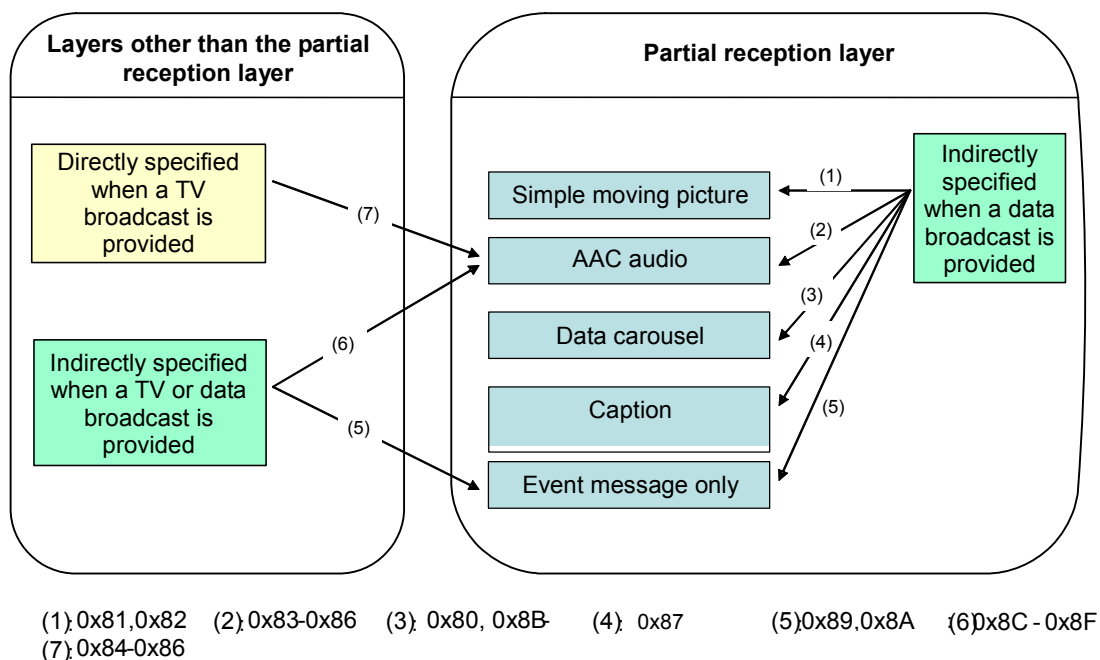 Layers other than the partial
reception layer
Partial reception layer
Directly specified
when a TV
broadcast is
provided
Indirectly specified
when a TV or data
broadcast is
provided
(7)
(6)
(5)
Simple moving picture
AAC audio
Data carousel
Caption
Event message only
(1)
(2)
(3)
(4)
(5)
Indirectly
specified
when a data
broadcast is
provided
(1): 0x81,0x82 (2): 0x83-0x86 (3): 0x80, 0x8B- (4): 0x87 (5):0x89,0x8A (6):0x8C - 0x8F
(7): 0x84-0x86